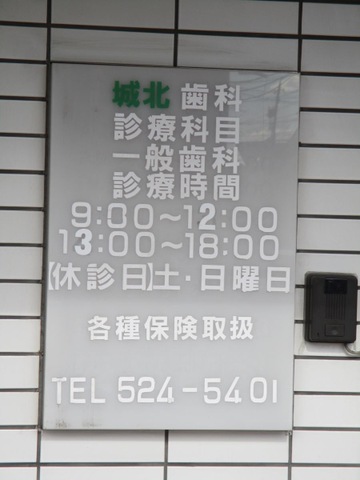 城北 歯科
診療科目
一般歯科
診療時間
9:00～12:00
13:00～18:00
【休診日】土・日曜日
各種保険取扱
TEL 524-5401